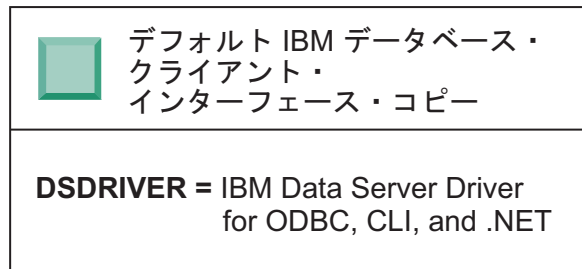 デフォルト IBM データベース・
クライアント・
インターフェース・コピー
DSDRIVER = IBM Data Server Driver
for ODBC, CLI, and .NET